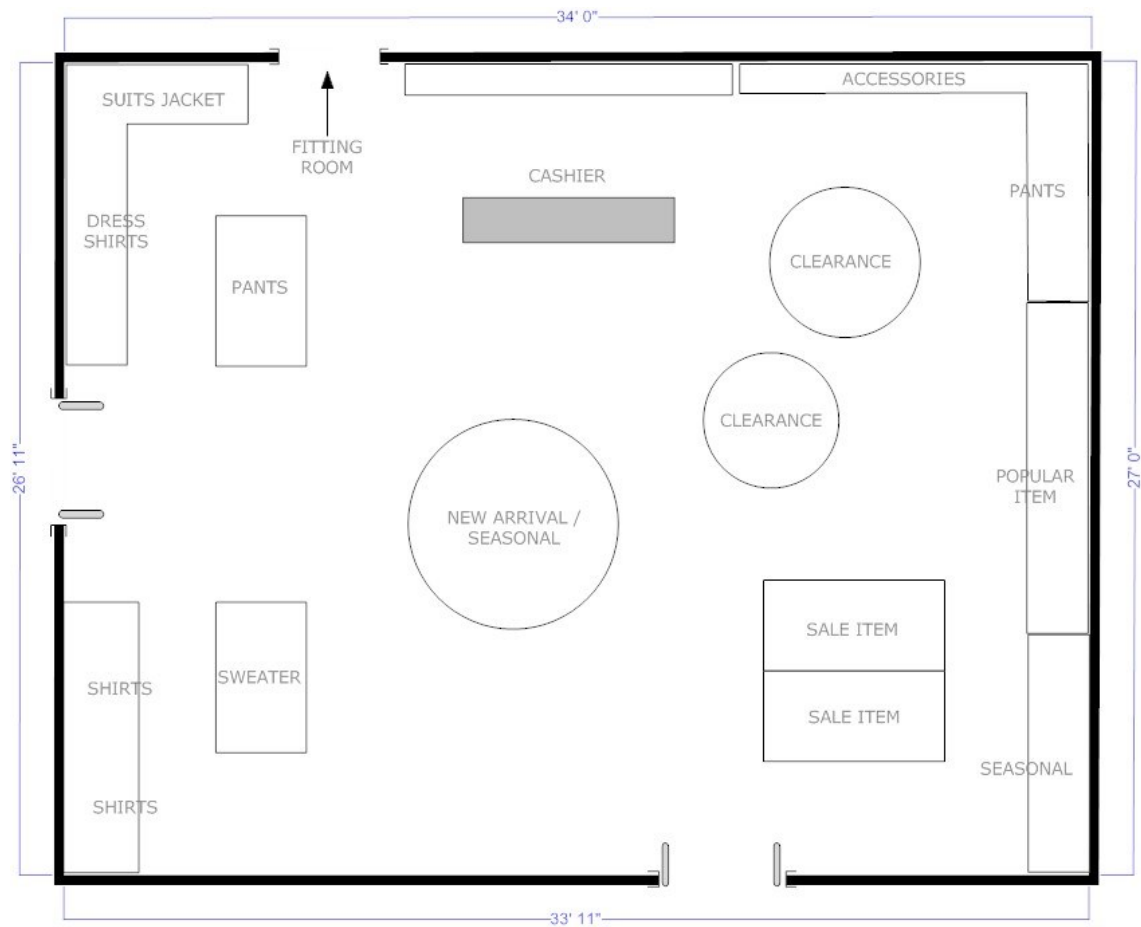 34' 0"
SUITS JACKET
ACCESSORIES
FITTING
ROOM
CASHIER
PANTS
DRESS
SHIRTS
CLEARANCE
PANTS
CLEARANCE
26' 11"
27' 0"
POPULAR
ITEM
NEW ARRIVAL /
SEASONAL
SALE ITEM
SWEATER
SHIRTS
SALE ITEM
SEASONAL
SHIRTS
33' 11"